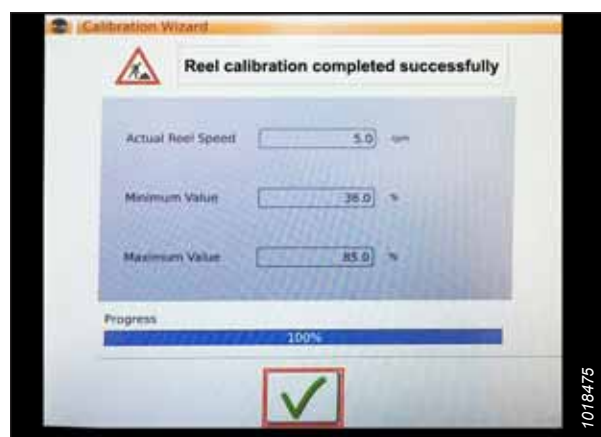 Calibration Wizard
Reel calibration completed successfully
Actual Reel Speed 5.0 rpm
Minimum Value 36.0 %
Maximum Value 85.0 %
Progress
100%
1018475